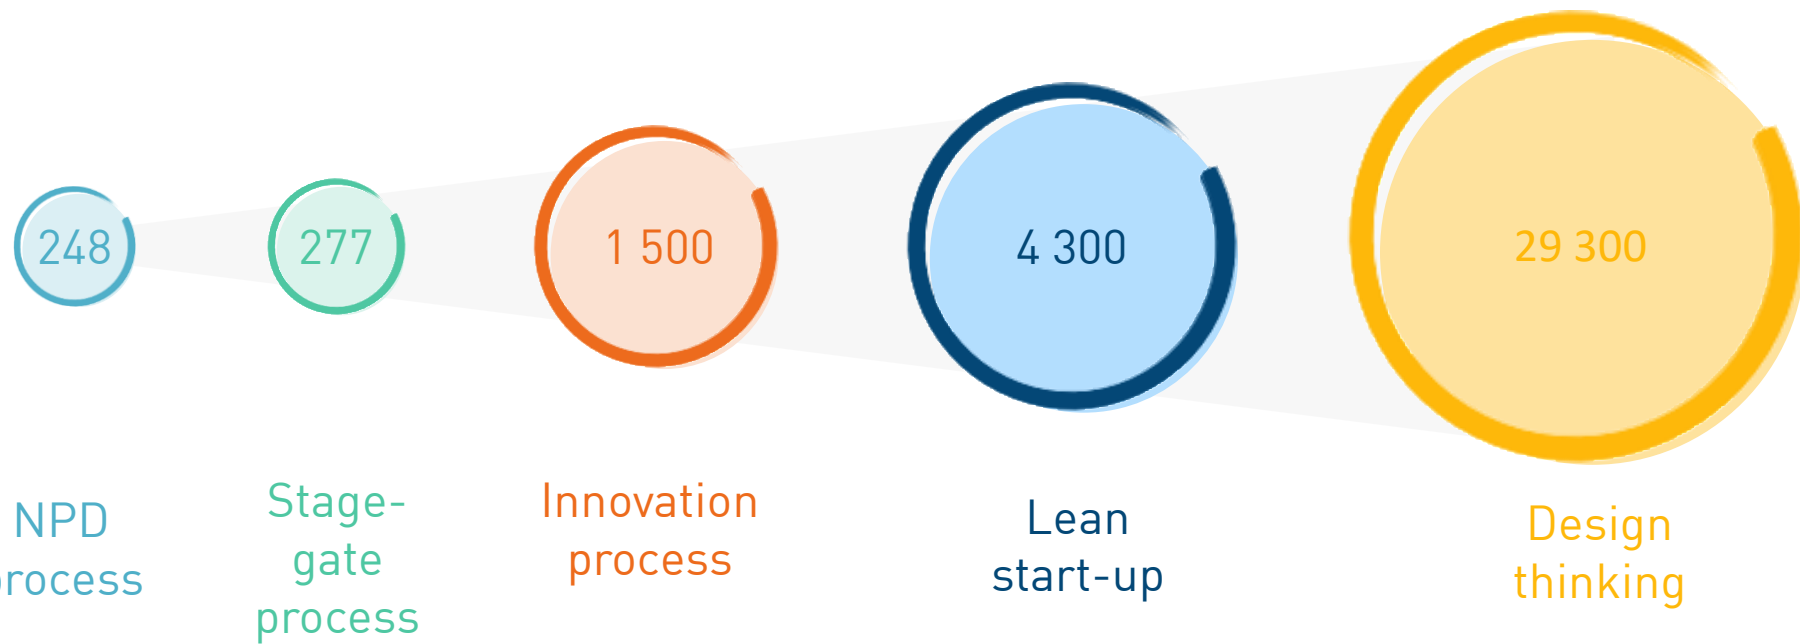 248
277
1 500
4 300
29 300
NPD
process
Stage-
gate
process
Innovation
process
Lean
start-up
Design
thinking